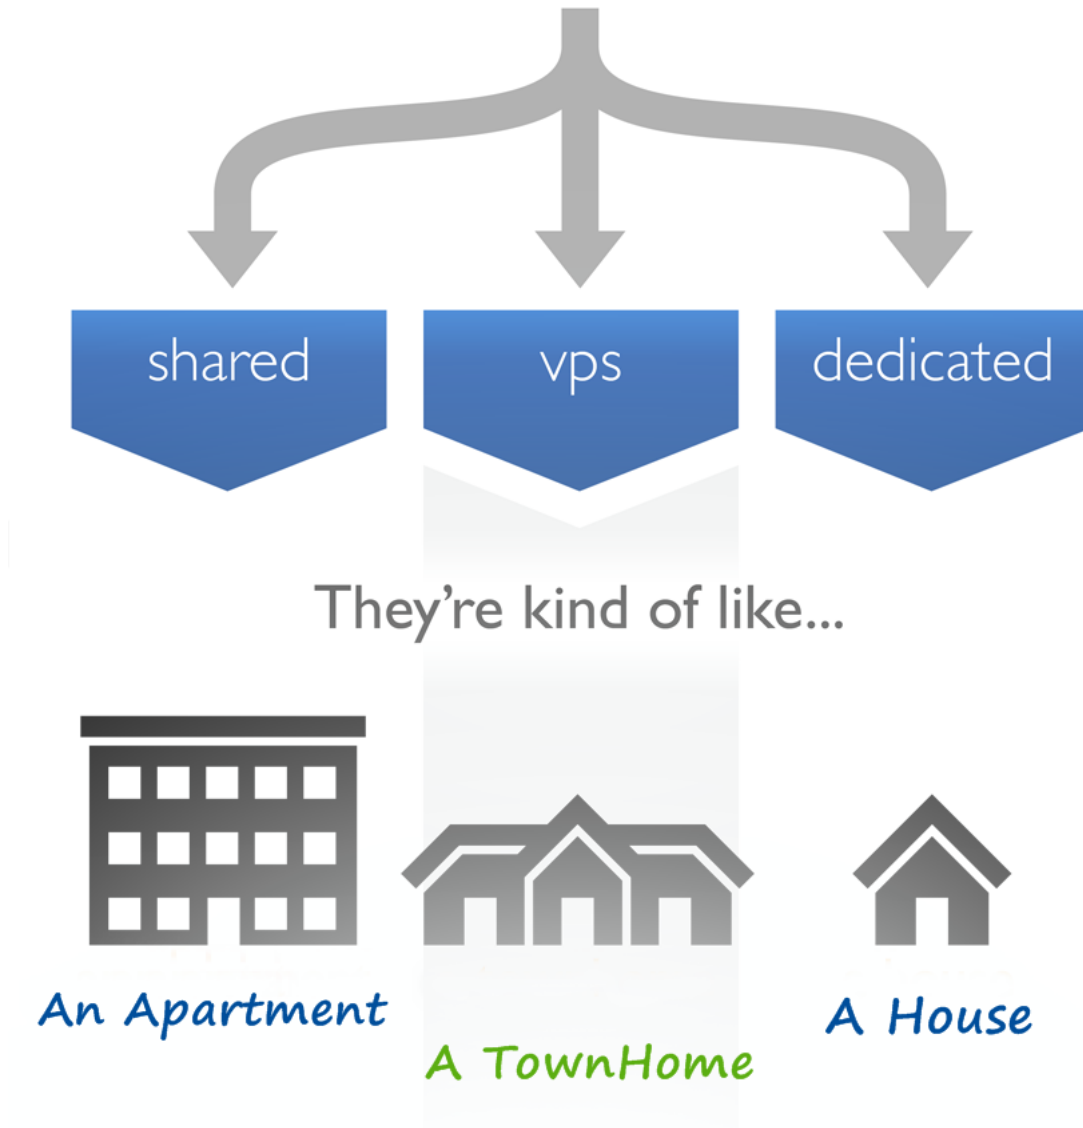 shared
vps
dedicated
They're kind of like...
An Apartment
A TownHome
A House